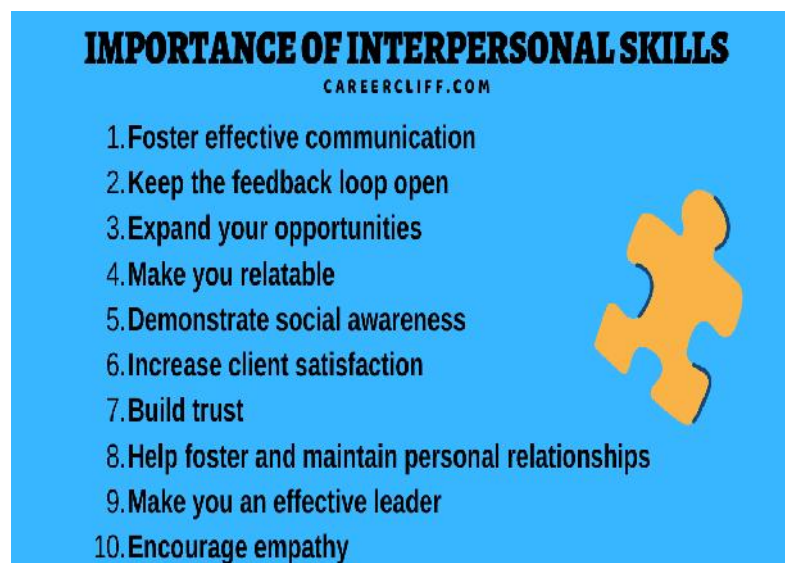 IMPORTANCE OF INTERPERSONAL SKILLS
CAREERCLIFF.COM
1. Foster effective communication
2. Keep the feedback loop open
3. Expand your opportunities
4. Make you relatable
5. Demonstrate social awareness
6. Increase client satisfaction
7. Build trust
8. Help foster and maintain personal relationships
9. Make you an effective leader
10. Encourage empathy